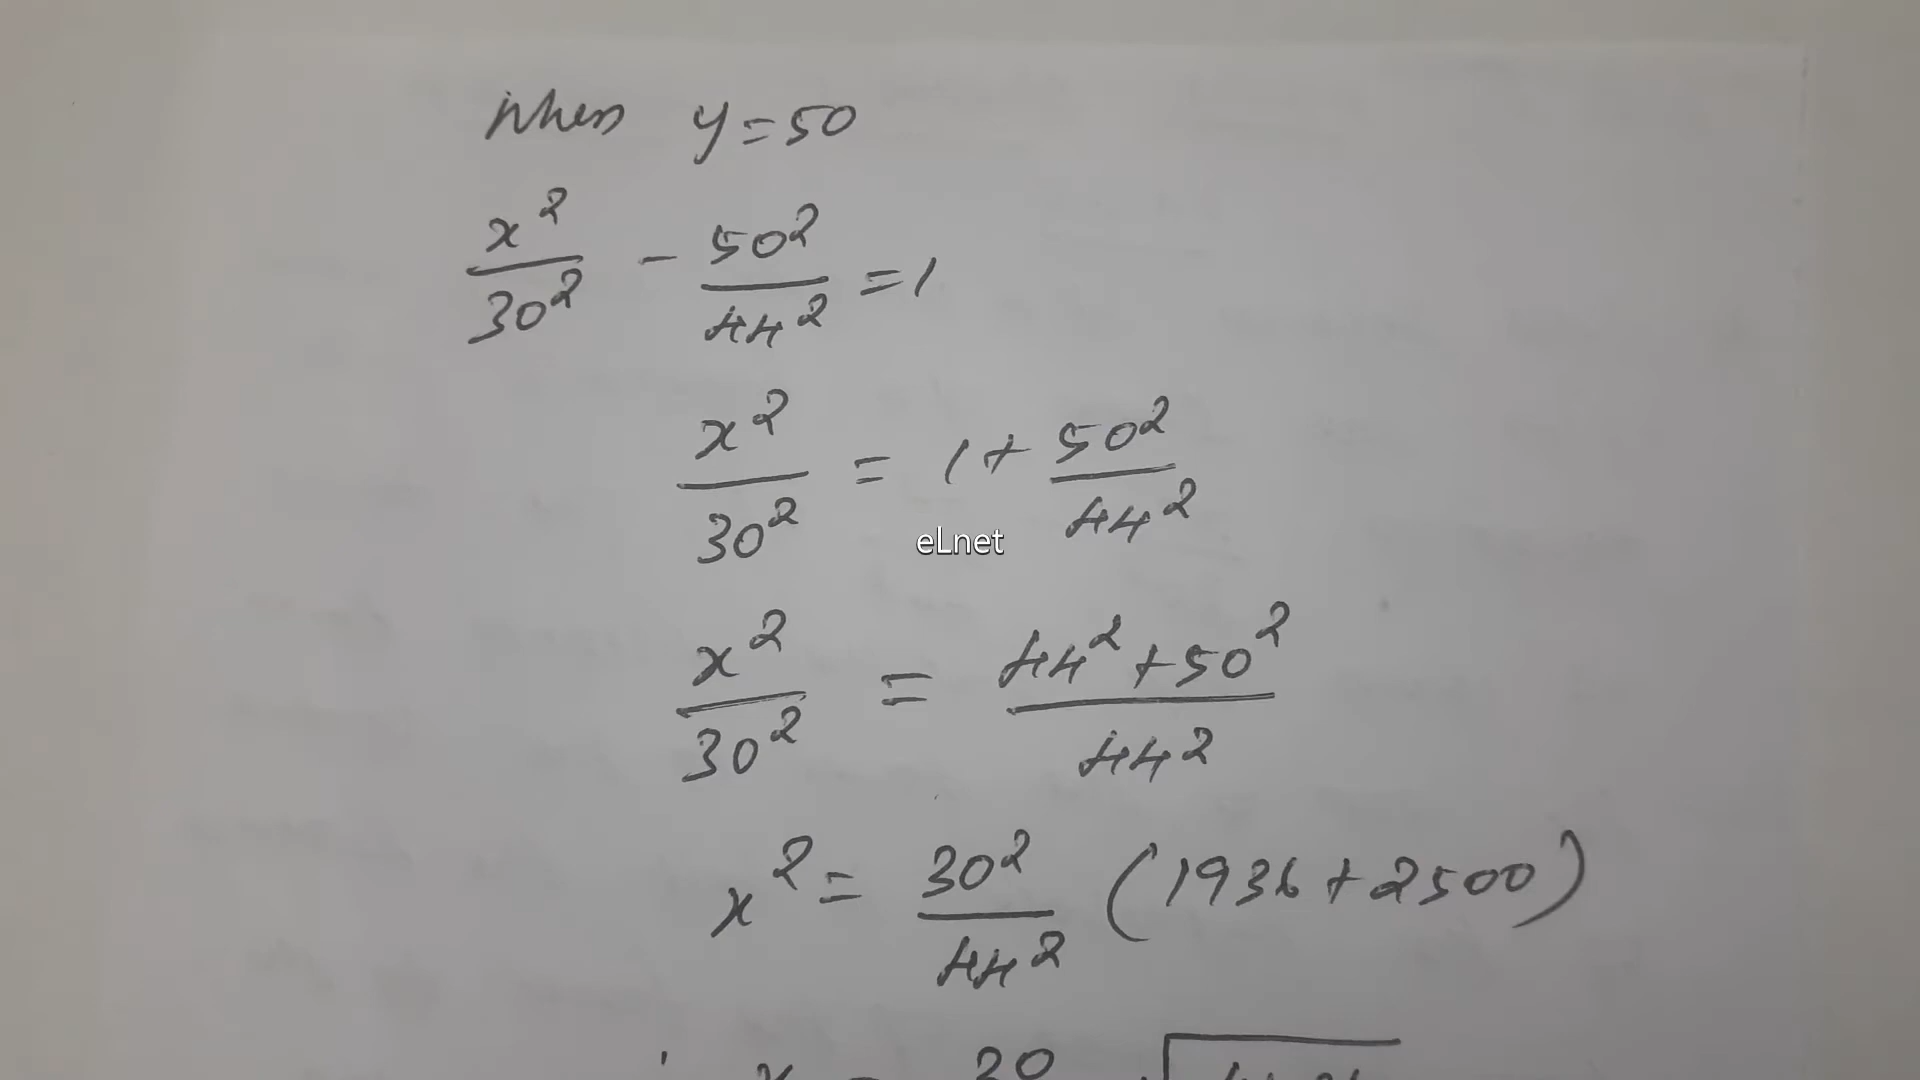 When y=50
x²/30² - 50²/44² = 1
x²/30² = 1 + 50²/44²
eLnet
x²/30² = 44² + 50²/44²
x² = 30²/44² (1936 + 2500)